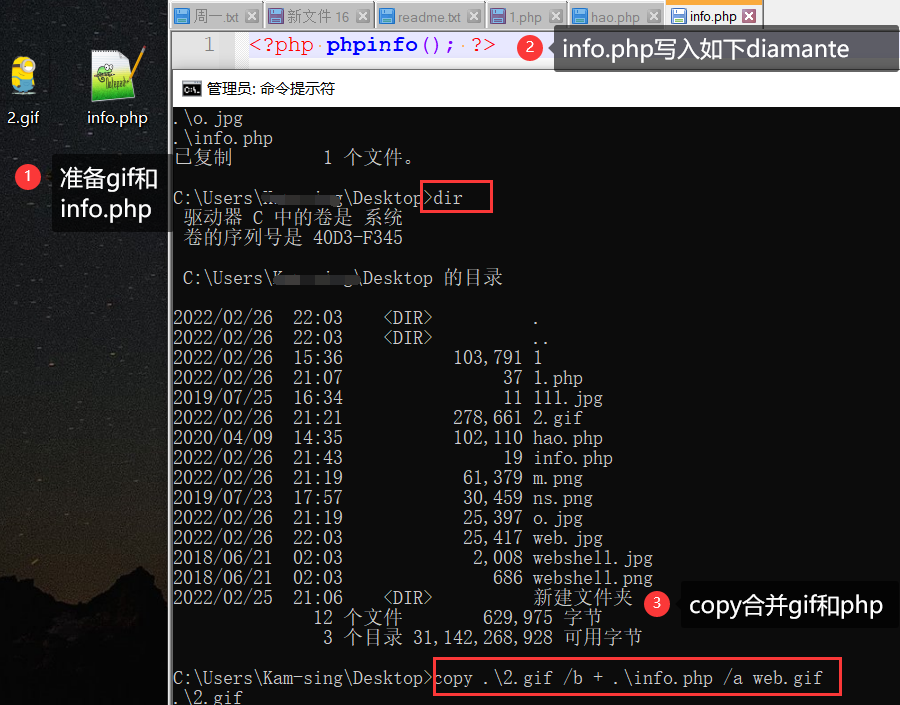 周一.txt 新文件 16 readme.txt 1.php hao.php info.php
1 <?php phpinfo(); ?>
2 info.php写入如下diamante
2.gif info.php
1 准备gif和
info.php
管理员: 命令提示符
.\o.jpg
.\info.php
已复制         1 个文件。
C:\Users\ \Desktop>dir
驱动器 C 中的卷是 系统
卷的序列号是 40D3-F345
C:\Users\ \Desktop 的目录
2022/02/26  22:03    <DIR>          .
2022/02/26  22:03    <DIR>          ..
2022/02/26  15:36           103,791 1
2022/02/26  21:07                37 1.php
2019/07/25  16:34                11 111.jpg
2022/02/26  21:21           278,661 2.gif
2020/04/09  14:35           102,110 hao.php
2022/02/26  21:43                19 info.php
2022/02/26  21:19            61,379 m.png
2019/07/23  17:57            30,459 ns.png
2022/02/26  21:19            25,397 o.jpg
2022/02/26  22:03            25,417 web.jpg
2018/06/21  02:03             2,008 webshell.jpg
2018/06/21  02:03               686 webshell.png
2022/02/25  21:06    <DIR>          新建文件夹
12 个文件        629,975 字节
3 个目录 31,142,268,928 可用字节
3 copy合并gif和php
C:\Users\Kam-sing\Desktop>copy .\2.gif /b + .\info.php /a web.gif
.\2.gif